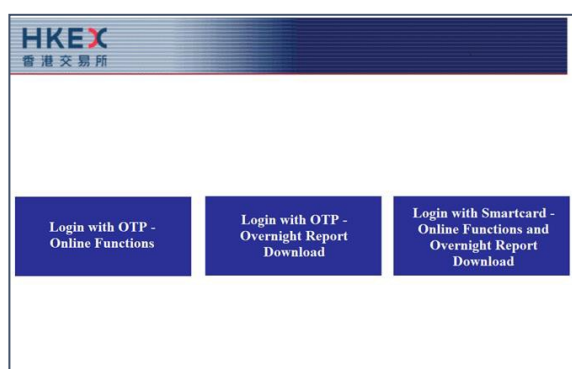 HKEX
香港交易所
Login with OTP -
Online Functions
Login with OTP -
Overnight Report
Download
Login with Smartcard -
Online Functions and
Overnight Report
Download